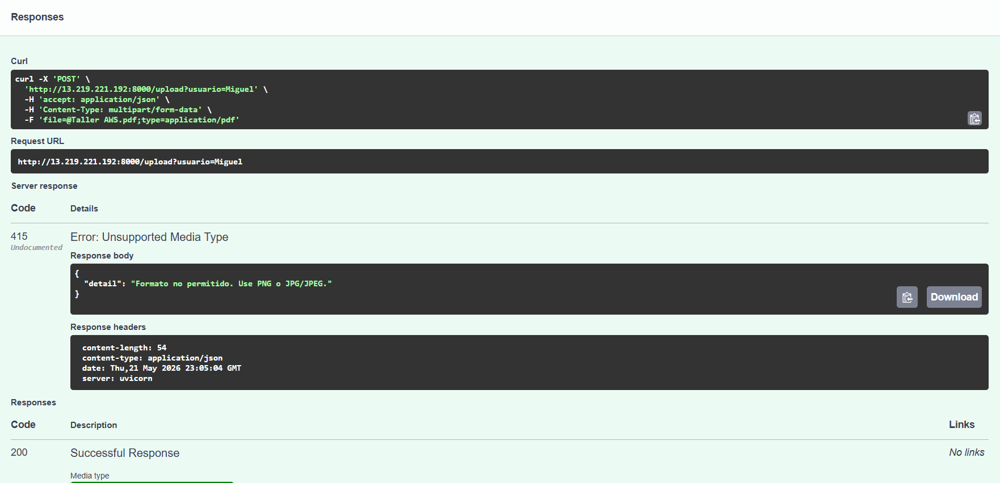 Responses
Curl
curl -X 'POST' \
'http://13.219.221.192:8000/upload?usuario=Miguel' \
-H 'accept: application/json' \
-H 'Content-Type: multipart/form-data' \
-F 'file=@Taller AWS.pdf;type=application/pdf'
Request URL
http://13.219.221.192:8000/upload?usuario=Miguel
Server response
Code Details
415 Error: Unsupported Media Type
Undocumented
Response body
{
"detail": "Formato no permitido. Use PNG o JPG/JPEG."
}
Download
Response headers
content-length: 54
content-type: application/json
date: Thu,21 May 2026 23:05:04 GMT
server: uvicorn
Responses
Code Description Links
200 Successful Response No links
Media type